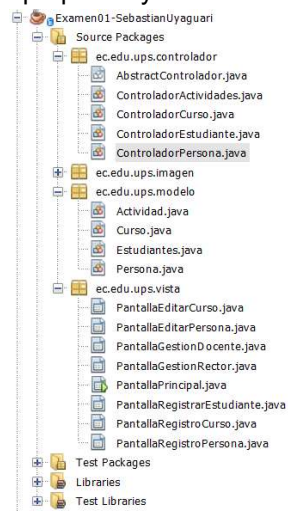 Examen01-SebastianUyaguari
Source Packages
ec.edu.ups.controlador
AbstractControlador.java
ControladorActividades.java
ControladorCurso.java
ControladorEstudiante.java
ControladorPersona.java
ec.edu.ups.imagen
ec.edu.ups.modelo
Actividad.java
Curso.java
Estudiantes.java
Persona.java
ec.edu.ups.vista
PantallaEditarCurso.java
PantallaEditarPersona.java
PantallaGestionDocente.java
PantallaGestionRector.java
PantallaPrincipal.java
PantallaRegistrarEstudiante.java
PantallaRegistroCurso.java
PantallaRegistroPersona.java
Test Packages
Libraries
Test Libraries